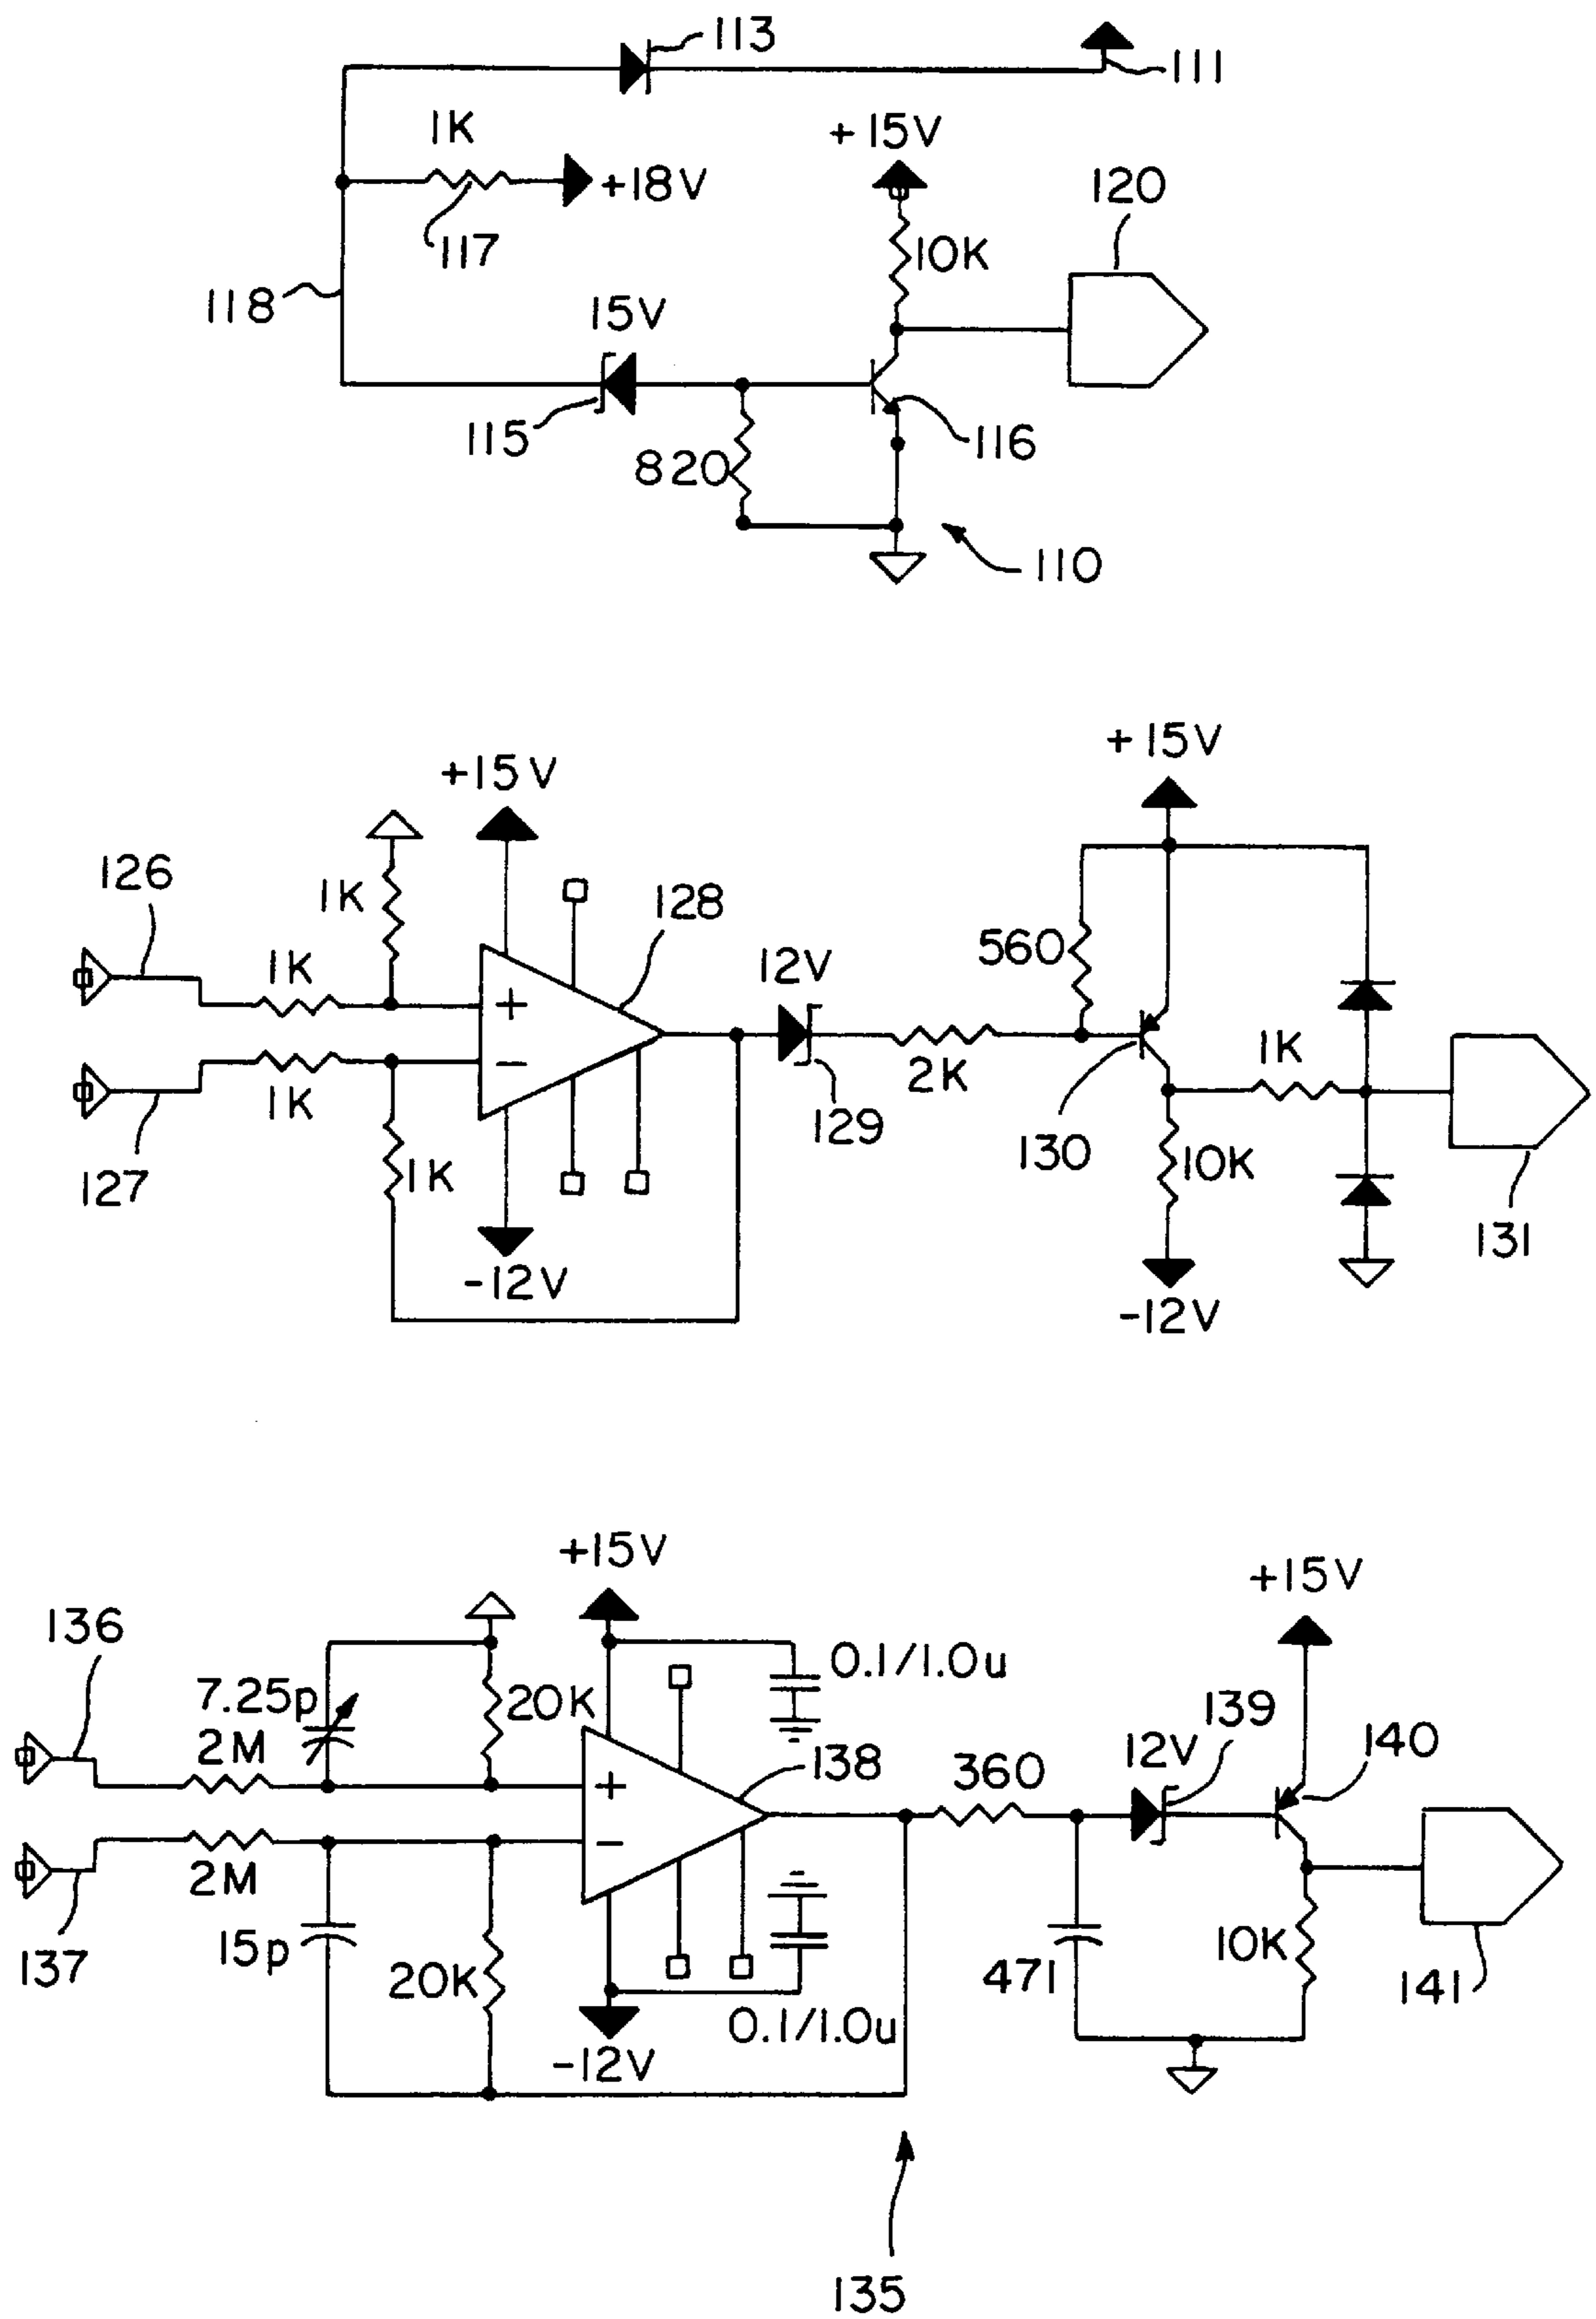 113
111
1K
+15V
+18V
120
117
10K
118
15V
115
820
116
110
+15V
+15V
126
1K
128
560
1K
12V
+
1K
−
2K
1K
129
127
1K
130
10K
131
-12V
-12V
+15V
+15V
136
0.1/1.0u
7.25p
20K
139
2M
12V
138
140
360
+
−
2M
15p
137
20K
471
10K
141
0.1/1.0u
-12V
135